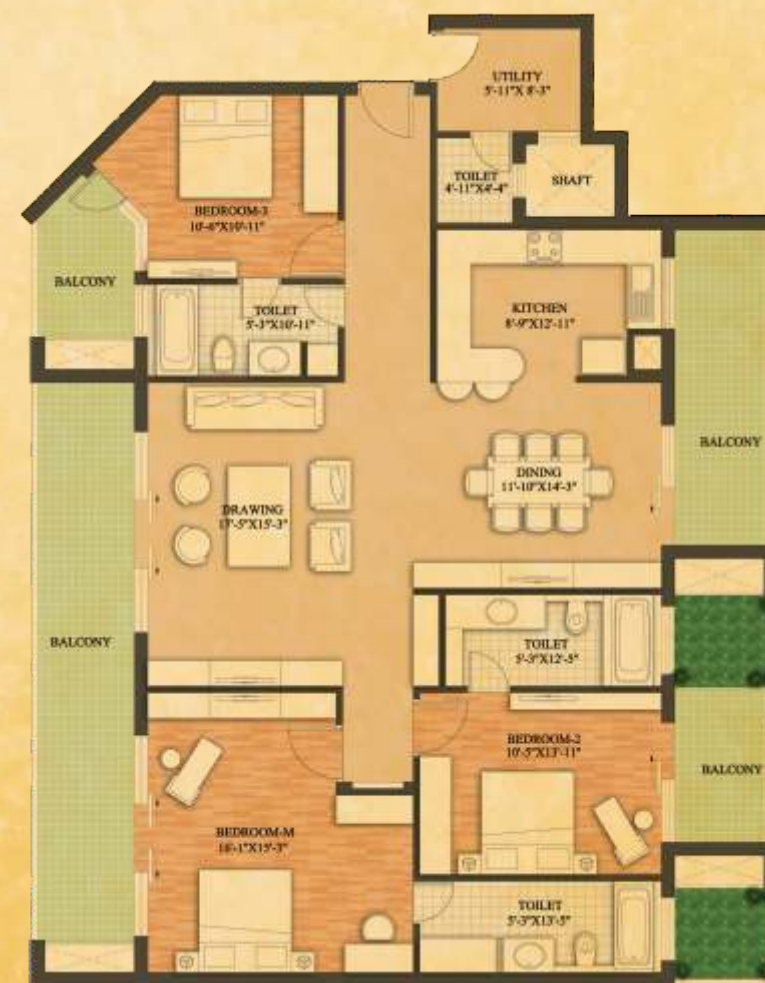 UTILITY
5'-11"X 8'-3"
TOILET
4'-11"X4'-4"
SHAFT
BEDROOM-3
10'-6"X10'-11"
BALCONY
TOILET
5'-3"X10'-11"
KITCHEN
8'-9"X12'-11"
BALCONY
DINING
11'-10"X14'-3"
DRAWING
17'-5"X15'-3"
BALCONY
TOILET
5'-3"X12'-5"
BEDROOM-2
10'-5"X13'-11"
BALCONY
BEDROOM-M
16'-1"X15'-3"
TOILET
5'-3"X13'-5"